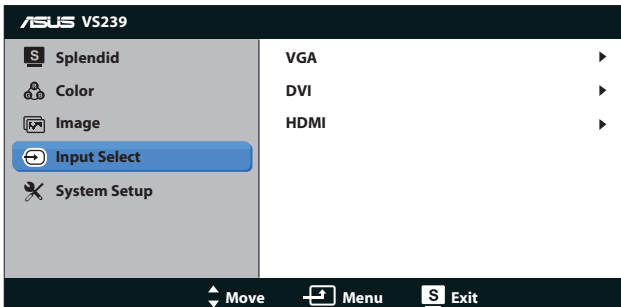 ASUS VS239
S Splendid
R G B Color
Image
Input Select
System Setup
VGA
DVI
HDMI
Move Menu S Exit